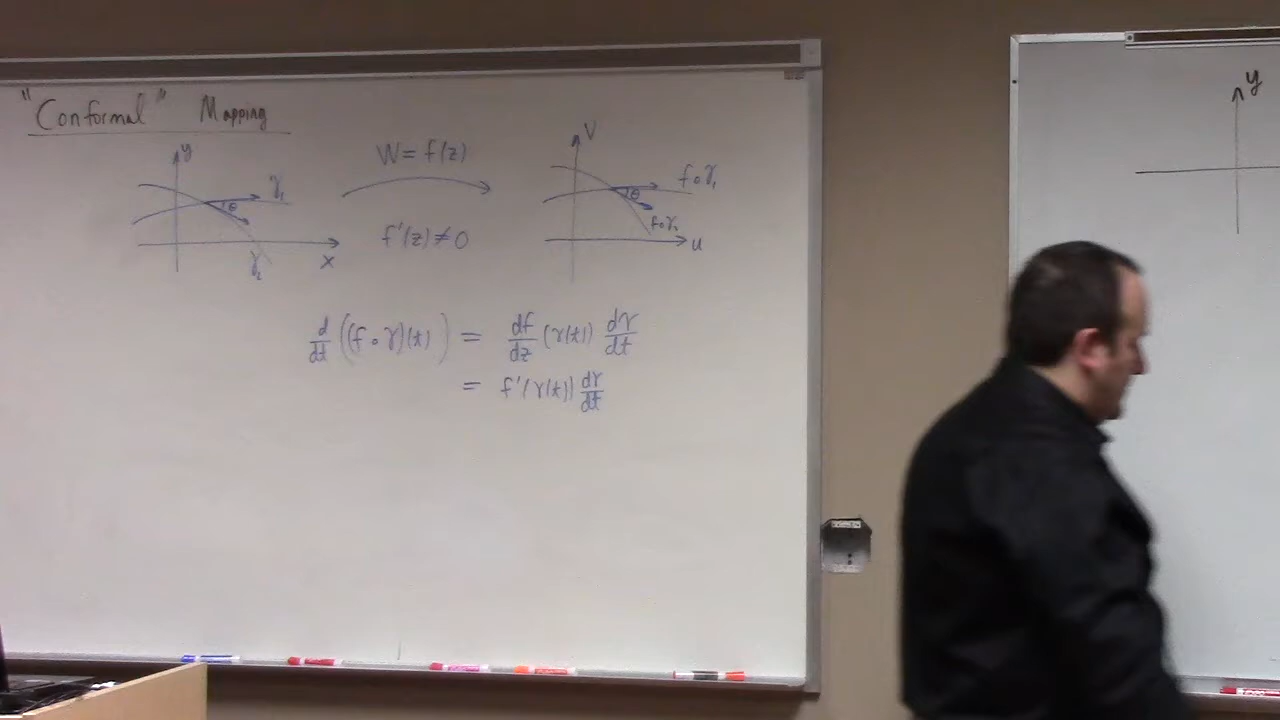 "Conformal" Mapping
y
γ₁
θ
γ₂
x
W = f(z)
f'(z) ≠ 0
V
f∘γ₁
θ
f∘γ₂
u
d/dt ((f∘γ)(t)) = df/dz (γ(t)) dγ/dt
= f'(γ(t)) dγ/dt
y